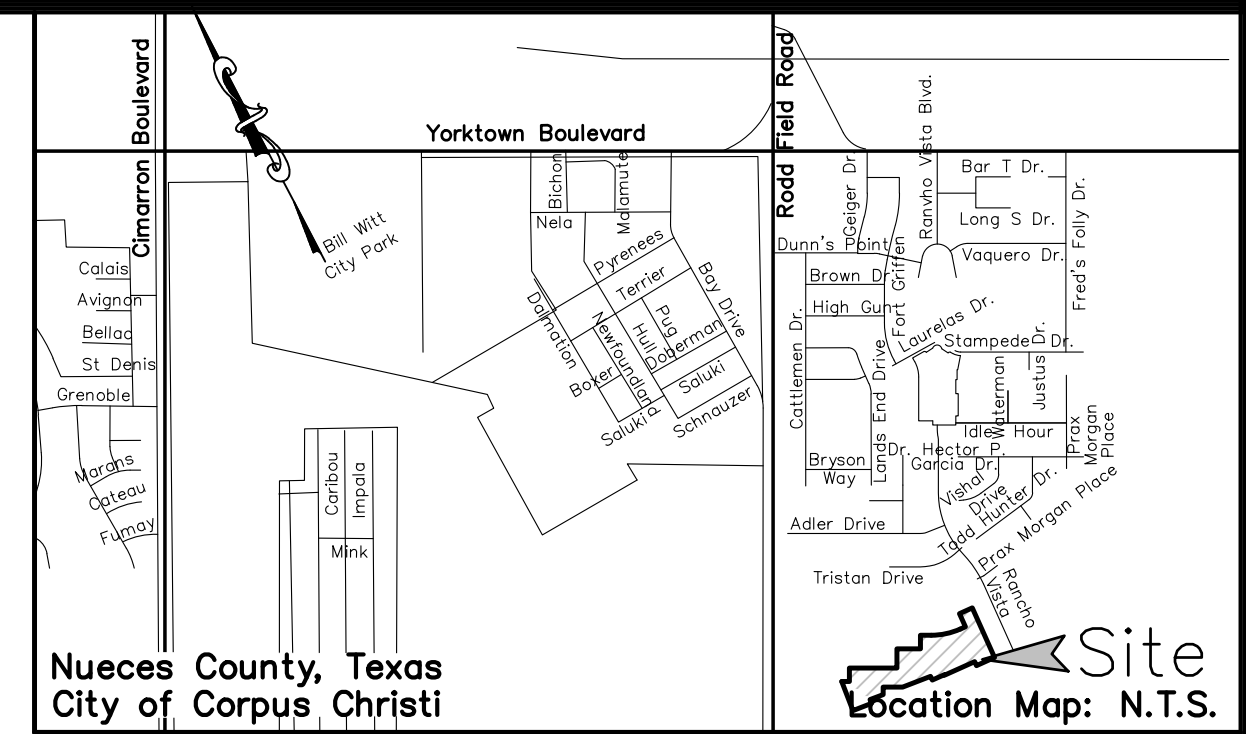 Cimarron Boulevard
Cimarron Boulevard
Yorktown Boulevard
Rodd Field Road
Rodd
Bill Witt
City Park
Calais
Avignon
Bellac
St Denis
Grenoble
Marans
Cateau
Fumay
Caribou
Impala
Mink
Bichon
Malamute
Nela
Pyrenees
Terrier
Bay Drive
Dalmation
Newfoundland
Hull
Pug
Doberman
Boxer
Saluki
Saluki
Schnauzer
Geiger Dr.
Ranvho Vista Blvd.
Bar T Dr.
Long S Dr.
Fred's Folly Dr.
Dunn's Point
Vaquero Dr.
Brown Dr.
High Gun
Fort Griffen
Laurelas Dr.
Stampede Dr.
Cattlemen Dr.
Lands End Drive
Waterman
Justus Dr.
Idle Hour
Prax
Morgan
Place
Dr. Hector P.
Garcia Dr.
Bryson
Way
Vishal
Drive
Todd Hunter Dr.
Adler Drive
Prax Morgan Place
Tristan Drive
Rancho
Vista
Site
Nueces County, Texas
City of Corpus Christi
Location Map: N.T.S.